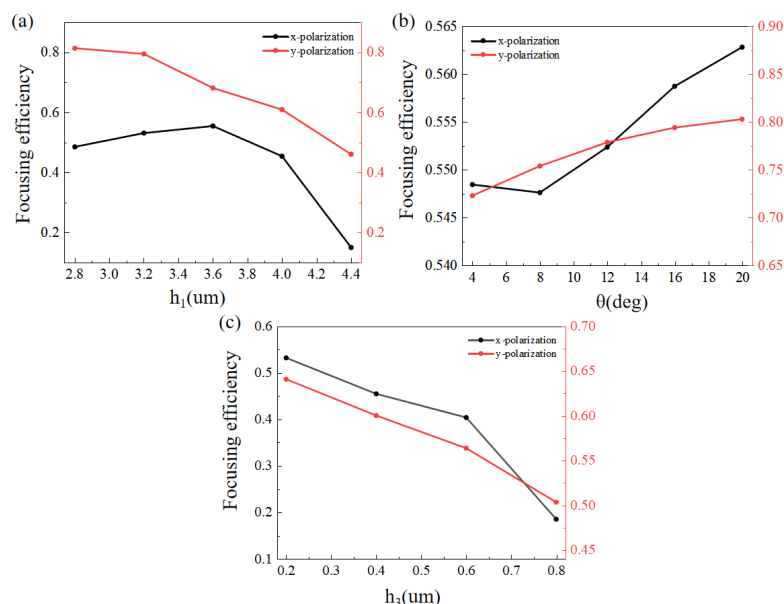 (a)
x-polarization
y-polarization
Focusing efficiency
0.8
0.6
0.4
0.2
0.8
0.6
0.4
0.2
2.8 3.0 3.2 3.4 3.6 3.8 4.0 4.2 4.4
h₁(um)
(b)
x-polarization
y-polarization
Focusing efficiency
0.565
0.560
0.555
0.550
0.545
0.540
0.90
0.85
0.80
0.75
0.70
0.65
4 6 8 10 12 14 16 18 20
θ(deg)
(c)
x-polarization
y-polarization
Focusing efficiency
0.6
0.5
0.4
0.3
0.2
0.1
0.70
0.65
0.60
0.55
0.50
0.45
0.2 0.3 0.4 0.5 0.6 0.7 0.8
h₃(um)